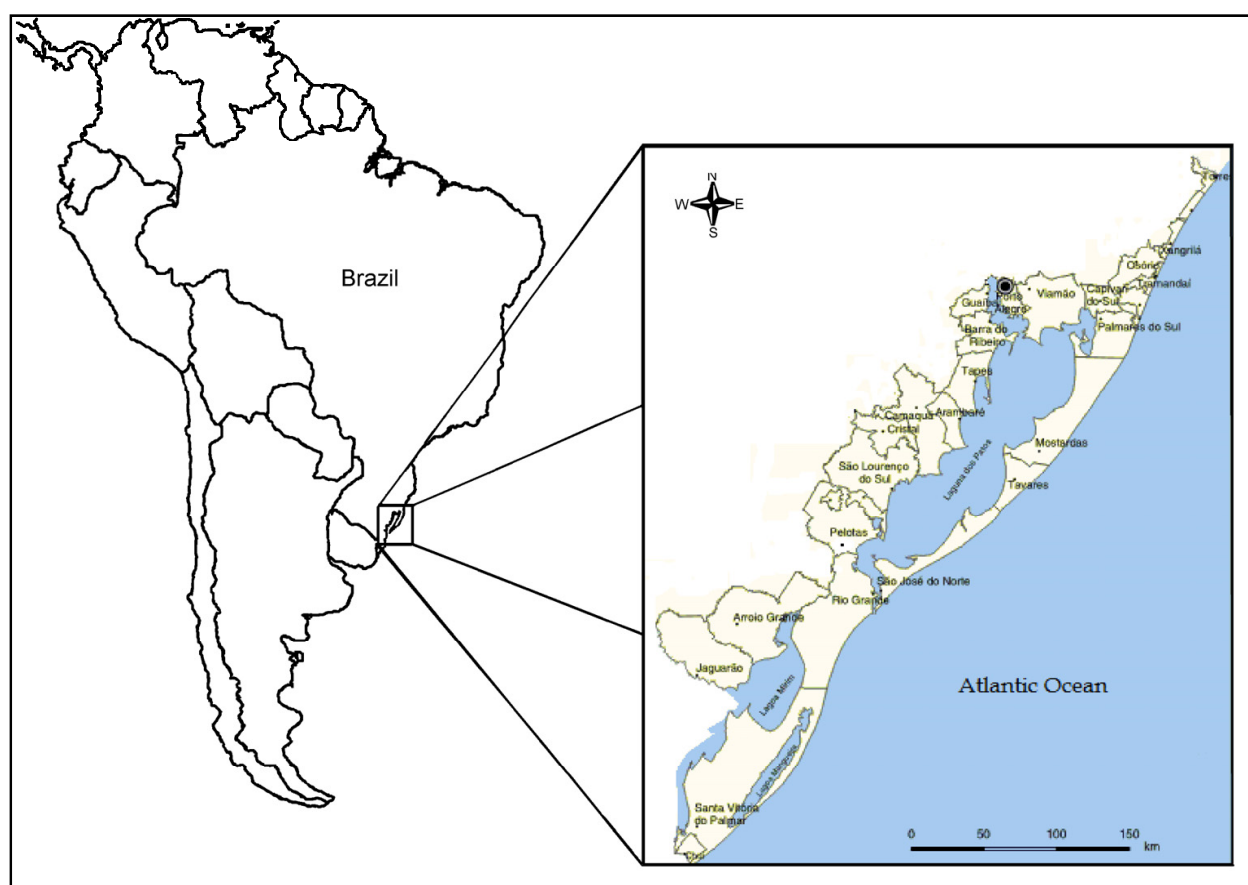 Brazil
N
W E
S
Torres
Xangrilá
Osório
Tramandaí
Capivari
do Sul
Viamão
Guaíba
Porto
Alegre
Palmares do Sul
Barra do
Ribeiro
Tapes
Camaquã
Arambaré
Cristal
Mostardas
São Lourenço
do Sul
Laguna dos Patos
Tavares
Pelotas
São José do Norte
Rio Grande
Arroio Grande
Jaguarão
Lagoa Mirim
Atlantic Ocean
Lagoa Mangueira
Santa Vitória
do Palmar
Chuí
0 50 100 150
km